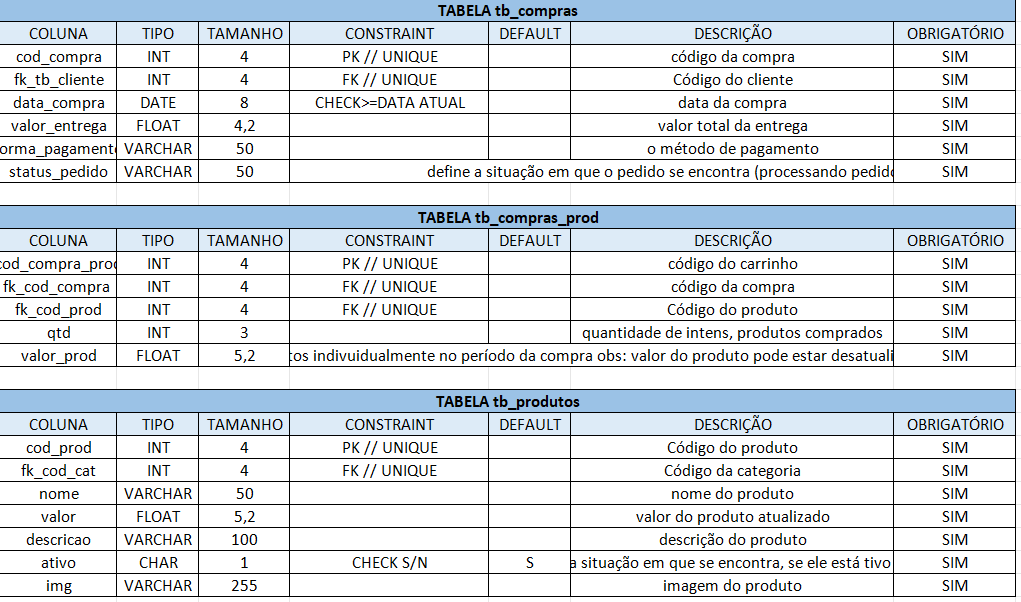 TABELA tb_compras
COLUNA TIPO TAMANHO CONSTRAINT DEFAULT DESCRIÇÃO OBRIGATÓRIO
cod_compra INT 4 PK // UNIQUE código da compra SIM
fk_tb_cliente INT 4 FK // UNIQUE Código do cliente SIM
data_compra DATE 8 CHECK>=DATA ATUAL data da compra SIM
valor_entrega FLOAT 4,2 valor total da entrega SIM
orma_pagament VARCHAR 50 o método de pagamento SIM
status_pedido VARCHAR 50 define a situação em que o pedido se encontra (processando pedid SIM
TABELA tb_compras_prod
COLUNA TIPO TAMANHO CONSTRAINT DEFAULT DESCRIÇÃO OBRIGATÓRIO
cod_compra_pro INT 4 PK // UNIQUE código do carrinho SIM
fk_cod_compra INT 4 FK // UNIQUE código da compra SIM
fk_cod_prod INT 4 FK // UNIQUE Código do produto SIM
qtd INT 3 quantidade de intens, produtos comprados SIM
valor_prod FLOAT 5,2 tos indivuidualmente no período da compra obs: valor do produto pode estar desatuali SIM
TABELA tb_produtos
COLUNA TIPO TAMANHO CONSTRAINT DEFAULT DESCRIÇÃO OBRIGATÓRIO
cod_prod INT 4 PK // UNIQUE Código do produto SIM
fk_cod_cat INT 4 FK // UNIQUE Código da categoria SIM
nome VARCHAR 50 nome do produto SIM
valor FLOAT 5,2 valor do produto atualizado SIM
descricao VARCHAR 100 descrição do produto SIM
ativo CHAR 1 CHECK S/N S a situação em que se encontra, se ele está tivo SIM
img VARCHAR 255 imagem do produto SIM